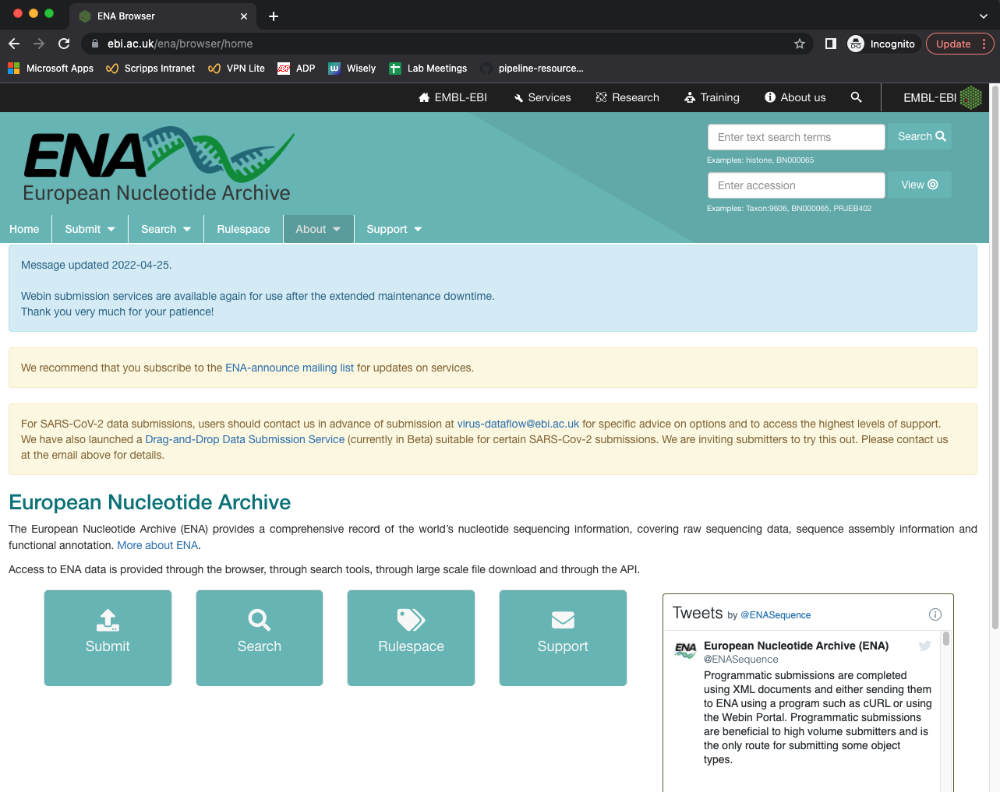 ENA Browser
ebi.ac.uk/ena/browser/home
Incognito
Update
Microsoft Apps
Scripps Intranet
VPN Lite
ADP
Wisely
Lab Meetings
pipeline-resource...
EMBL-EBI
Services
Research
Training
About us
EMBL-EBI
ENA
European Nucleotide Archive
Enter text search terms
Search
Examples: histone, BN000065
Enter accession
View
Examples: Taxon:9606, BN000065, PRJEB402
Home
Submit
Search
Rulespace
About
Support
Message updated 2022-04-25.
Webin submission services are available again for use after the extended maintenance downtime.
Thank you very much for your patience!
We recommend that you subscribe to the ENA-announce mailing list for updates on services.
For SARS-CoV-2 data submissions, users should contact us in advance of submission at virus-dataflow@ebi.ac.uk for specific advice on options and to access the highest levels of support.
We have also launched a Drag-and-Drop Data Submission Service (currently in Beta) suitable for certain SARS-Cov-2 submissions. We are inviting submitters to try this out. Please contact us
at the email above for details.
European Nucleotide Archive
The European Nucleotide Archive (ENA) provides a comprehensive record of the world's nucleotide sequencing information, covering raw sequencing data, sequence assembly information and
functional annotation. More about ENA.
Access to ENA data is provided through the browser, through search tools, through large scale file download and through the API.
Submit
Search
Rulespace
Support
Tweets by @ENASequence
ENA
European Nucleotide Archive (ENA)
@ENASequence
Programmatic submissions are completed
using XML documents and either sending them
to ENA using a program such as cURL or using
the Webin Portal. Programmatic submissions
are beneficial to high volume submitters and is
the only route for submitting some object
types.